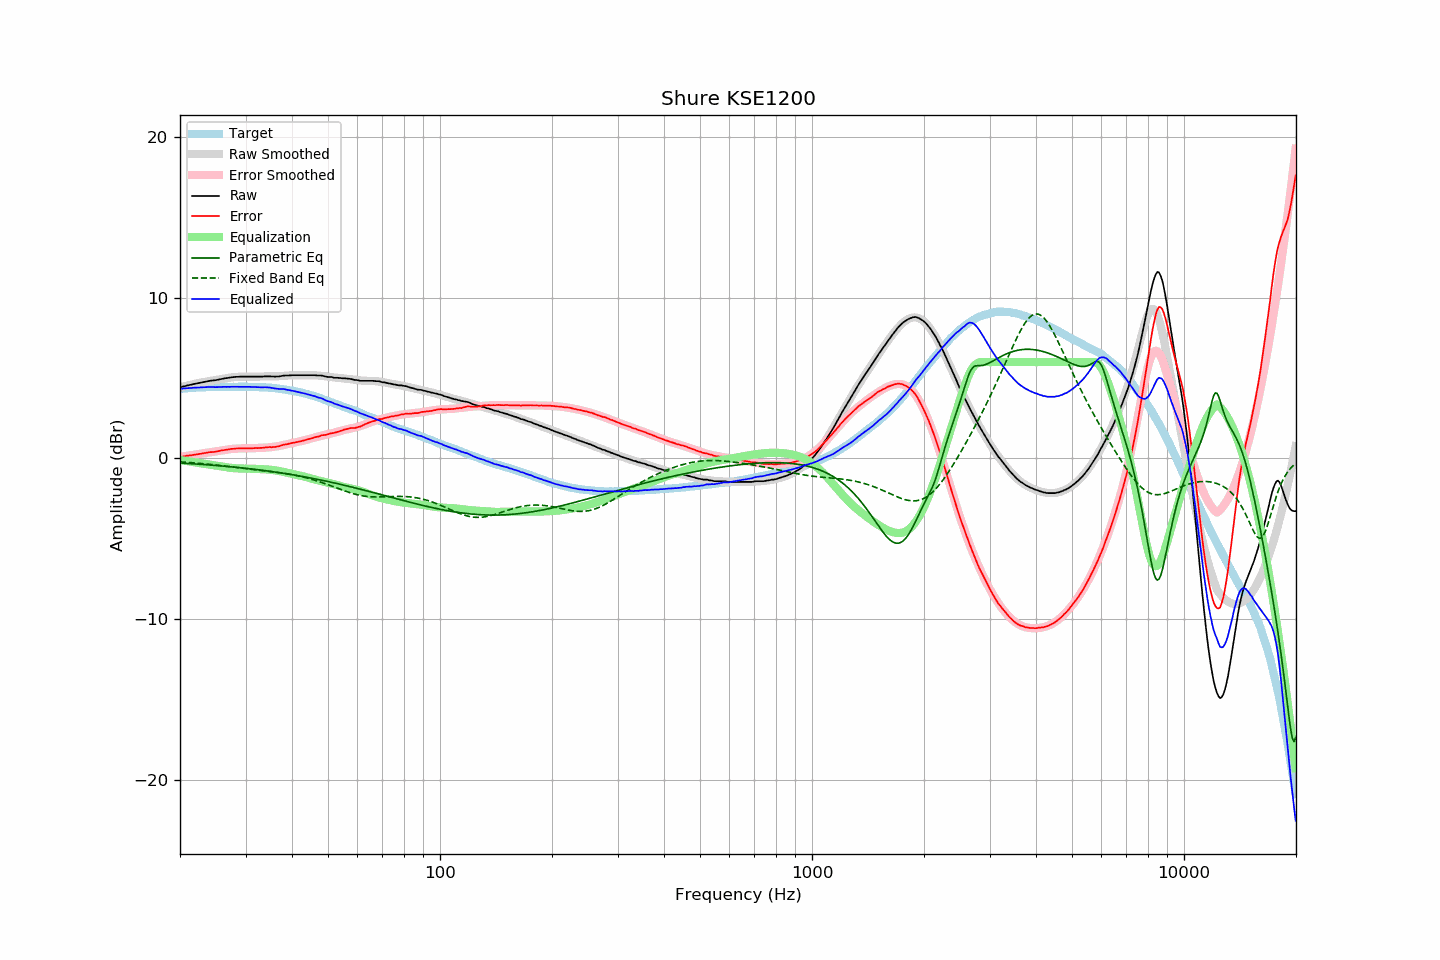 Shure KSE1200
Target
Raw Smoothed
Error Smoothed
Raw
Error
Equalization
Parametric Eq
Fixed Band Eq
Equalized
20
10
0
−10
−20
Amplitude (dBr)
100
1000
10000
Frequency (Hz)